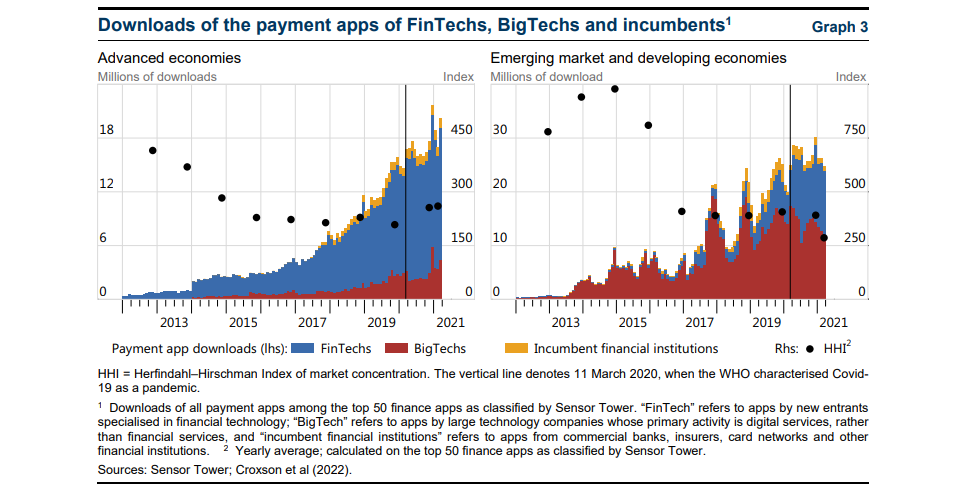 Downloads of the payment apps of FinTechs, BigTechs and incumbents¹
Graph 3
Advanced economies
Emerging market and developing economies
Millions of downloads
Index
Millions of download
Index
18
450
12
300
6
150
0
0
2013
2015
2017
2019
2021
30
750
20
500
10
250
0
0
2013
2015
2017
2019
2021
Payment app downloads (lhs):
FinTechs
BigTechs
Incumbent financial institutions
Rhs:
HHI²
HHI = Herfindahl–Hirschman Index of market concentration. The vertical line denotes 11 March 2020, when the WHO characterised Covid-
19 as a pandemic.
¹ Downloads of all payment apps among the top 50 finance apps as classified by Sensor Tower. “FinTech” refers to apps by new entrants
specialised in financial technology; “BigTech” refers to apps by large technology companies whose primary activity is digital services, rather
than financial services, and “incumbent financial institutions” refers to apps from commercial banks, insurers, card networks and other
financial institutions. ² Yearly average; calculated on the top 50 finance apps as classified by Sensor Tower.
Sources: Sensor Tower; Croxson et al (2022).